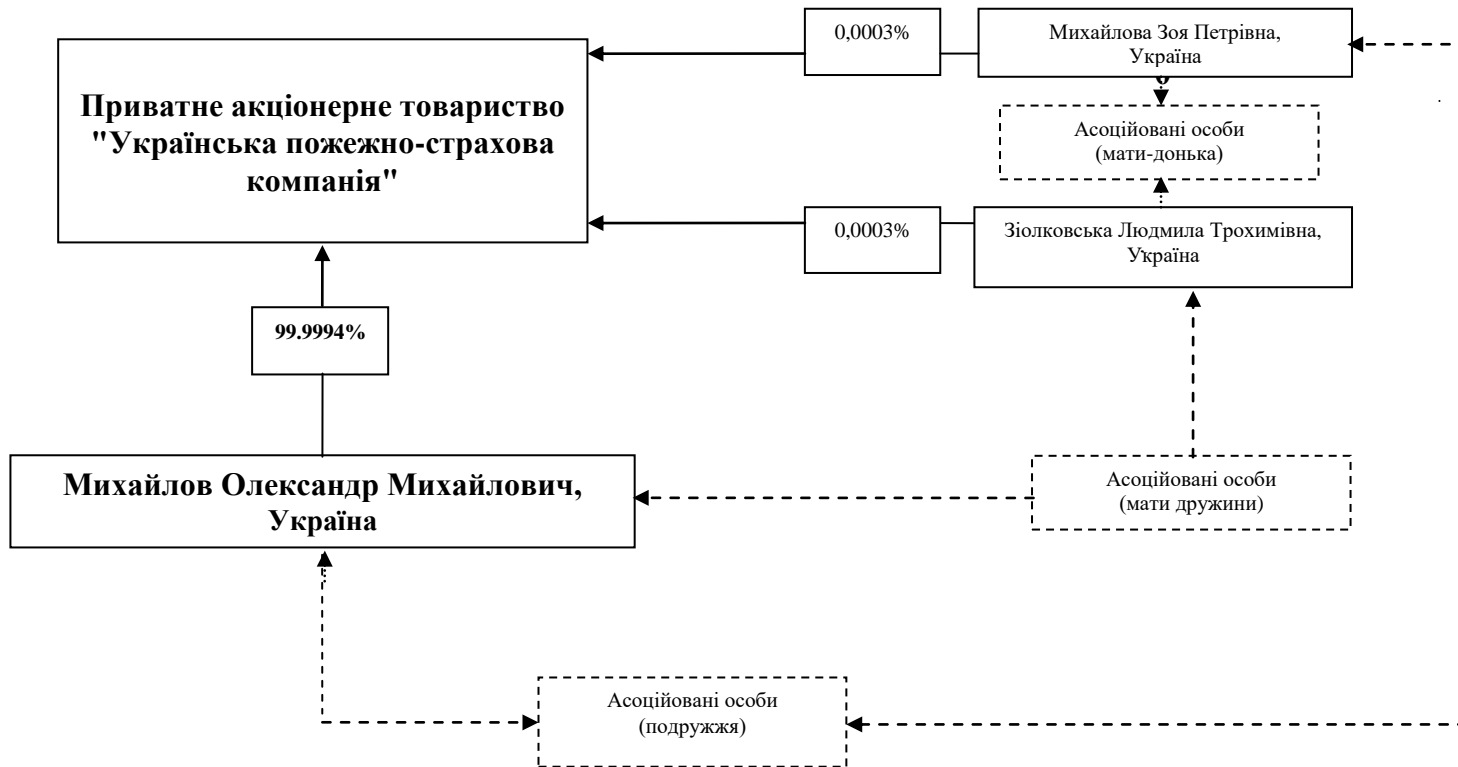 0,0003%
Михайлова Зоя Петрівна,
Україна
Приватне акціонерне товариство
"Українська пожежно-страхова
компанія"
Асоційовані особи
(мати-донька)
0,0003%
Зіолковська Людмила Трохимівна,
Україна
99.9994%
Михайлов Олександр Михайлович,
Україна
Асоційовані особи
(мати дружини)
Асоційовані особи
(подружжя)